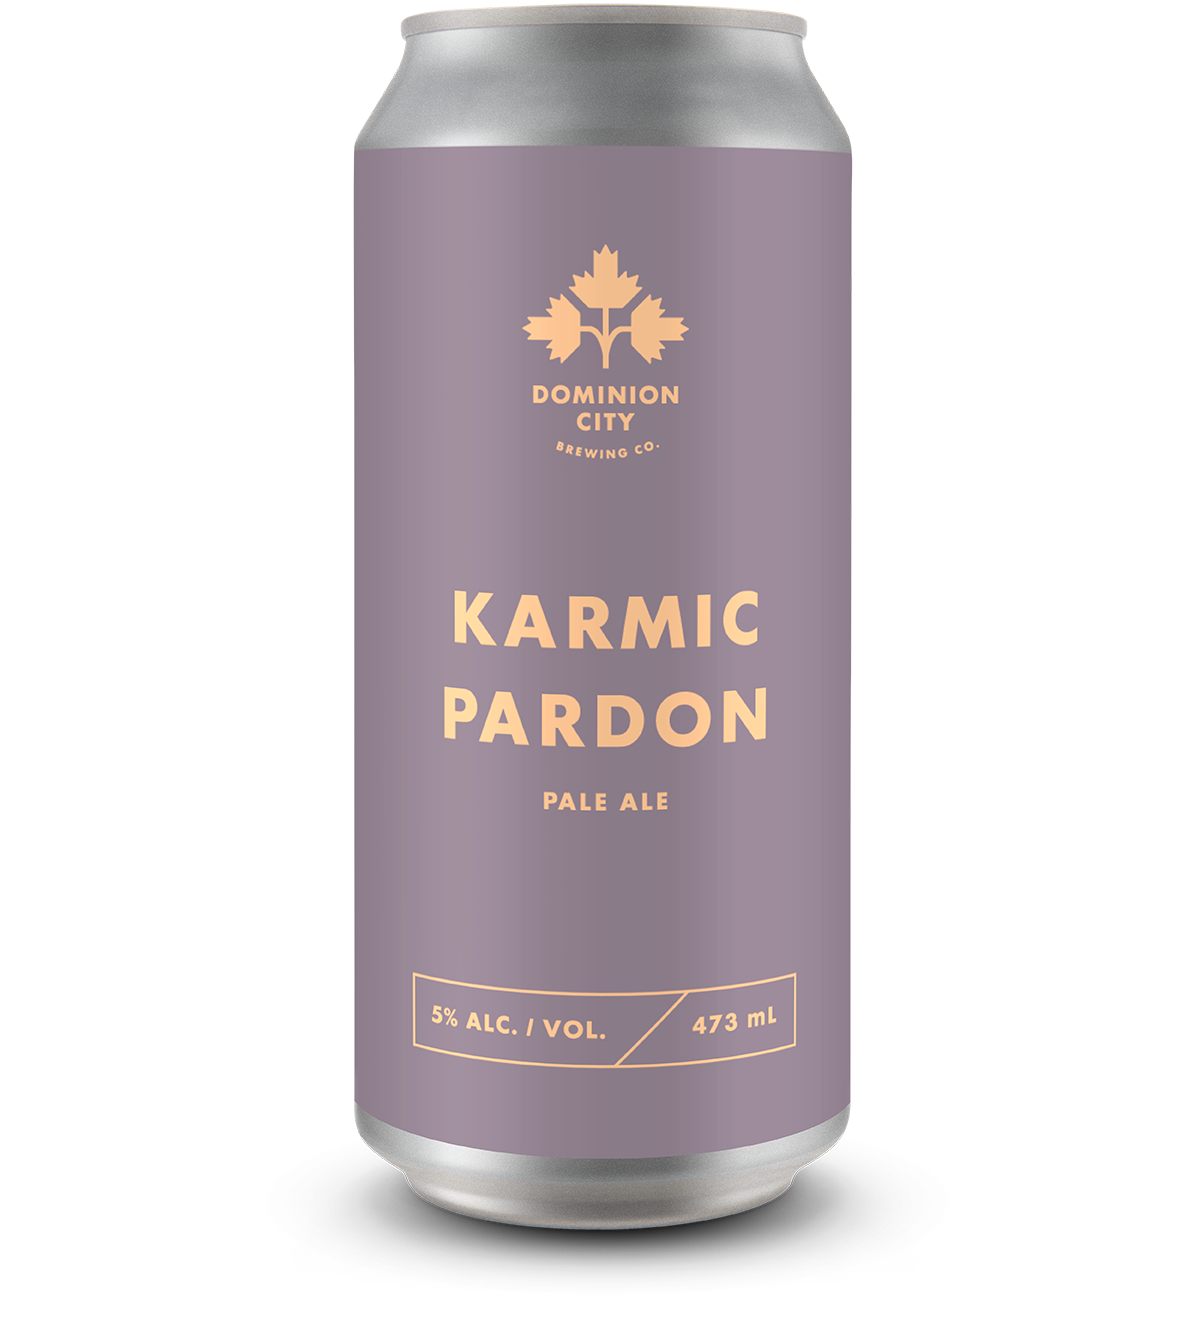 DOMINION
CITY
BREWING CO.
KARMIC
PARDON
PALE ALE
5% ALC. / VOL.
473 mL